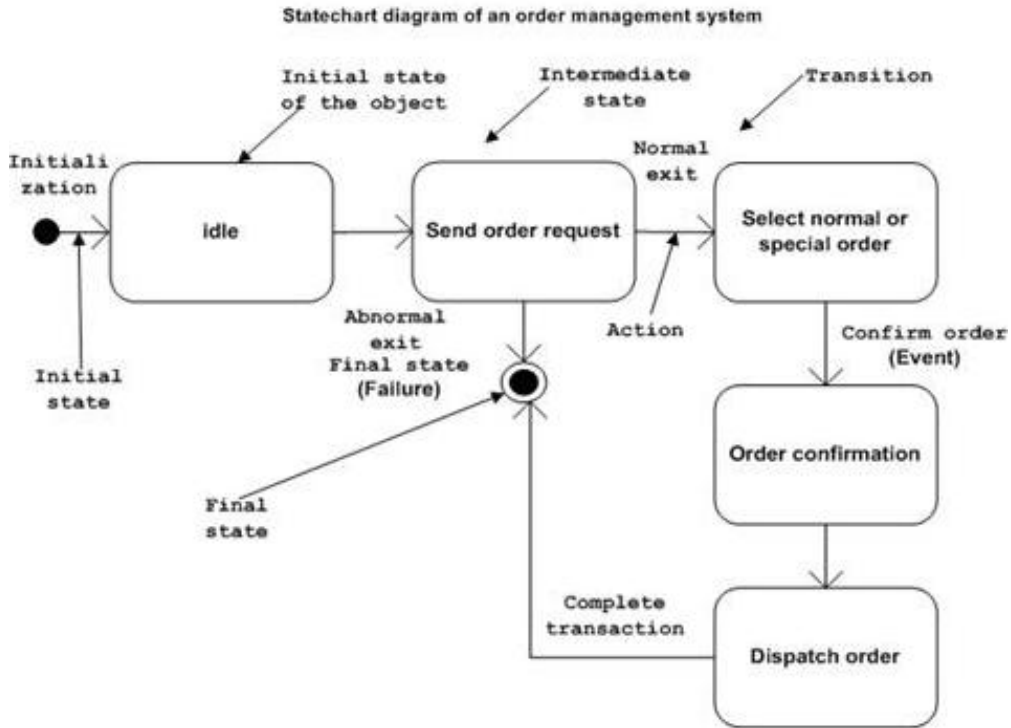 Statechart diagram of an order management system
Initial state
of the object
Intermediate
state
Transition
Initiali
zation
Normal
exit
idle
Send order request
Select normal or
special order
Abnormal
exit
Final state
(Failure)
Action
Confirm order
(Event)
Initial
state
Order confirmation
Final
state
Complete
transaction
Dispatch order